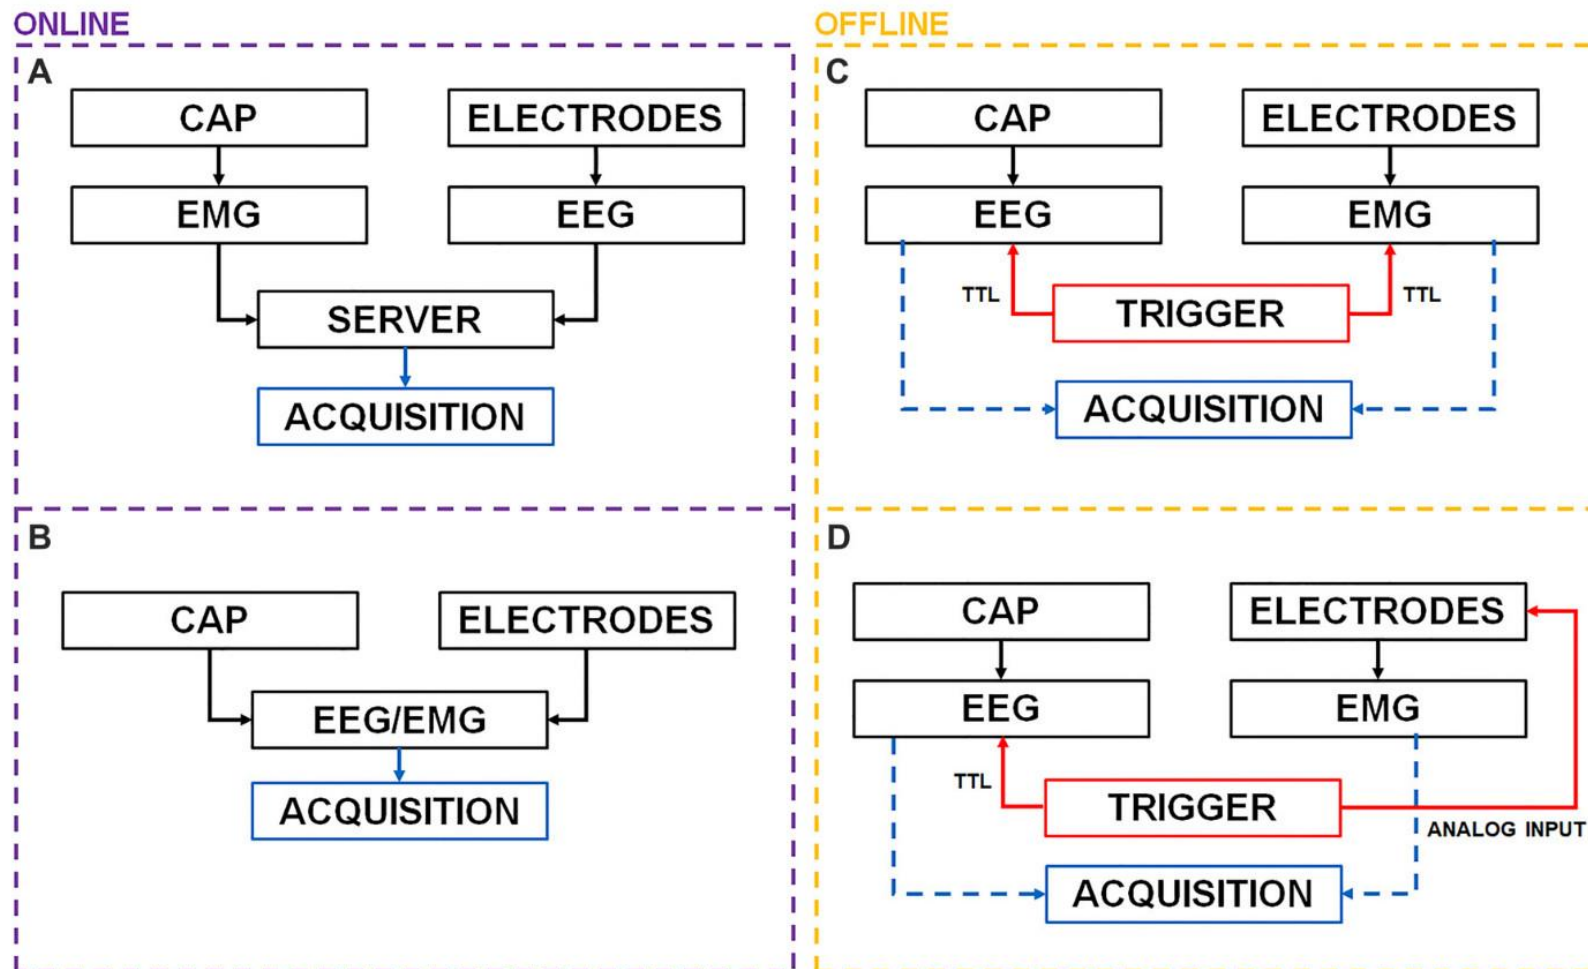 ONLINE
A
CAP
ELECTRODES
EMG
EEG
SERVER
ACQUISITION
B
CAP
ELECTRODES
EEG/EMG
ACQUISITION
OFFLINE
C
CAP
ELECTRODES
EEG
EMG
TTL
TRIGGER
TTL
ACQUISITION
D
CAP
ELECTRODES
EEG
EMG
TTL
TRIGGER
ANALOG INPUT
ACQUISITION